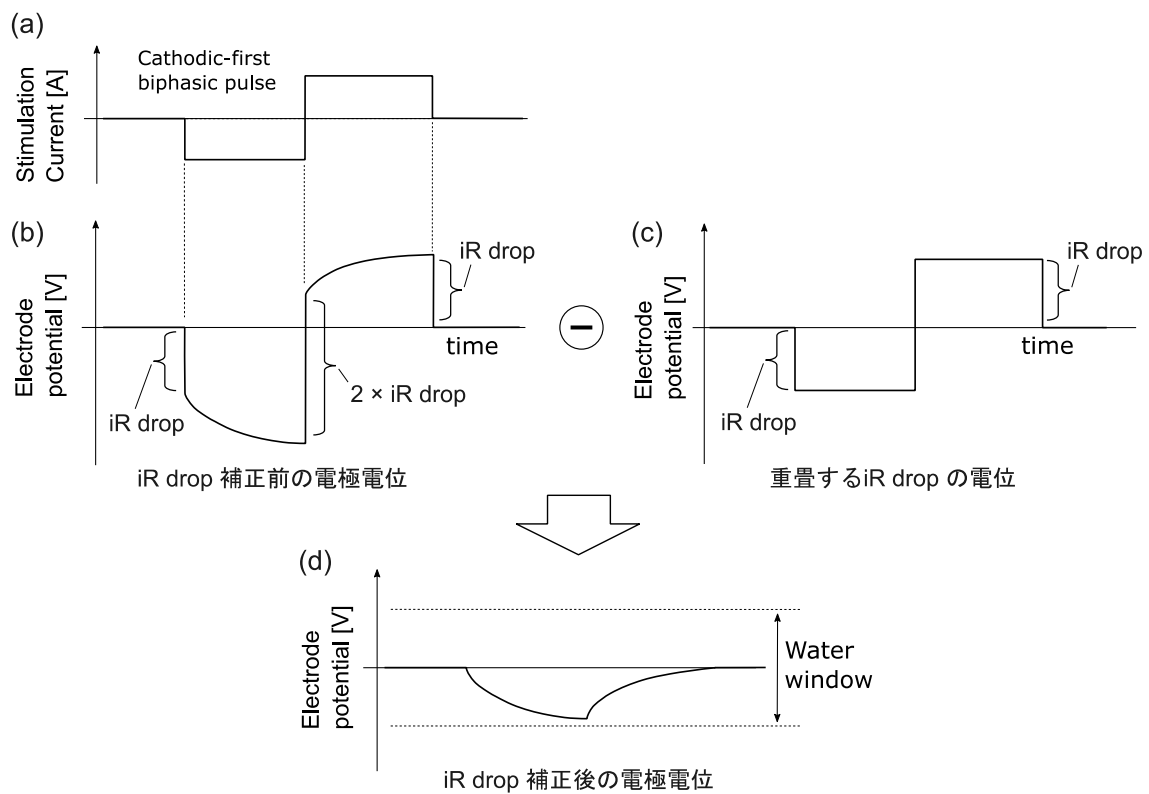 (a)
Cathodic-first
biphasic pulse
Stimulation
Current [A]
(b)
iR drop
Electrode
potential [V]
time
2 × iR drop
iR drop
iR drop 補正前の電極電位
(c)
iR drop
Electrode
potential [V]
time
iR drop
重畳するiR drop の電位
(d)
Electrode
potential [V]
Water
window
iR drop 補正後の電極電位